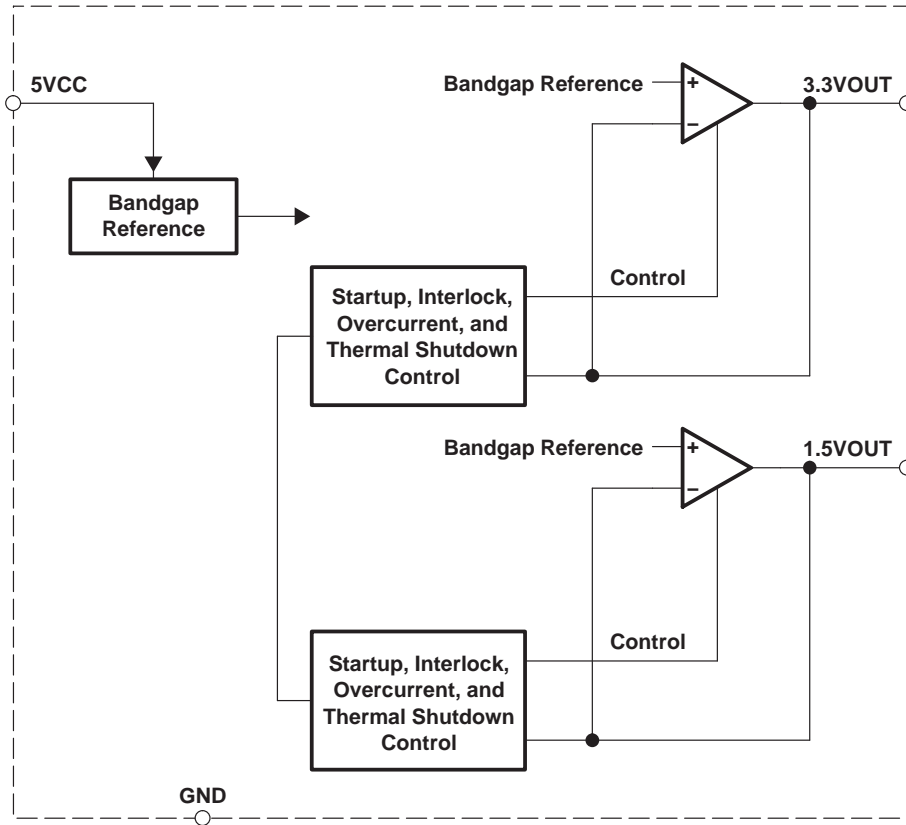 5VCC
Bandgap
Reference
Bandgap Reference
+
−
3.3VOUT
Control
Startup, Interlock,
Overcurrent, and
Thermal Shutdown
Control
Bandgap Reference
+
−
1.5VOUT
Control
Startup, Interlock,
Overcurrent, and
Thermal Shutdown
Control
GND